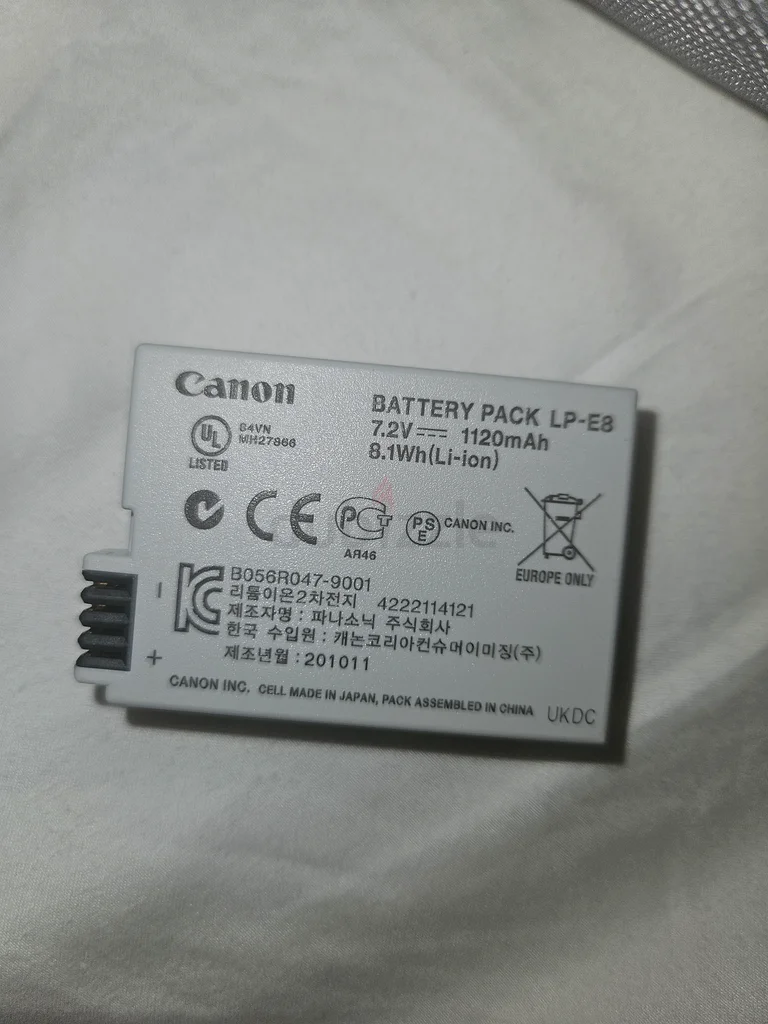 Canon
BATTERY PACK LP-E8
7.2V 1120mAh
8.1Wh(Li-ion)
UL
64VN
MH27866
LISTED
CE
PCT
AЯ46
PS
E
CANON INC.
EUROPE ONLY
KC
B056R047-9001
리튬이온2차전지 4222114121
제조자명 : 파나소닉 주식회사
한국 수입원 : 캐논코리아컨슈머이미징(주)
제조년월 : 201011
- +
CANON INC. CELL MADE IN JAPAN, PACK ASSEMBLED IN CHINA UKDC